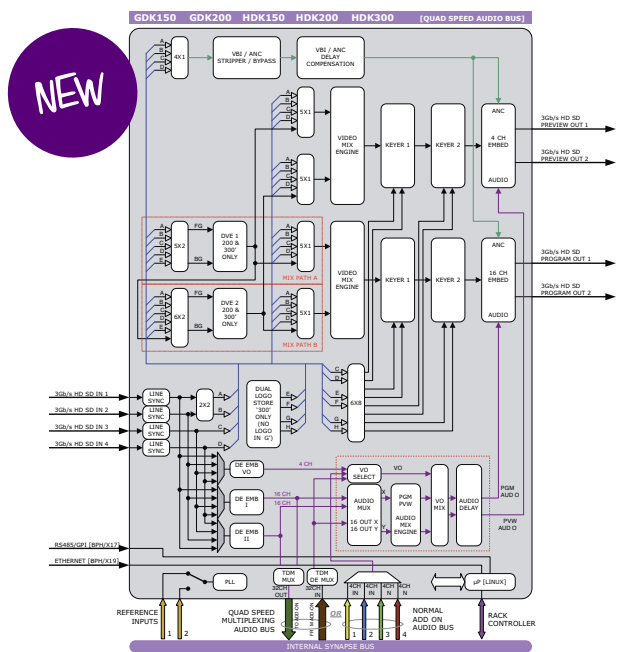 GDK150 GDK200 HDK150 HDK200 HDK300 [QUAD SPEED AUDIO BUS]
NEW
A
B
C
D
4X1
VBI / ANC
STRIPPER / BYPASS
VBI / ANC
DELAY
COMPENSATION
A
B
C
D
5X1
VIDEO
MIX
ENGINE
KEYER 1
KEYER 2
ANC
4 CH
EMBED
AUDIO
3Gb/s HD SD
PREVIEW OUT 1
3Gb/s HD SD
PREVIEW OUT 2
A
B
C
D
5X1
A
B
C
D
E
5X2
FG
BG
DVE 1
200 &
300'
ONLY
A
B
C
D
5X1
MIX PATH A
VIDEO
MIX
ENGINE
KEYER 1
KEYER 2
ANC
16 CH
EMBED
AUDIO
3Gb/s HD SD
PROGRAM OUT 1
3Gb/s HD SD
PROGRAM OUT 2
A
B
C
D
E
6X2
FG
BG
DVE 2
200 &
300'
ONLY
A
B
C
D
5X1
MIX PATH B
3Gb/s HD SD IN 1
3Gb/s HD SD IN 2
3Gb/s HD SD IN 3
3Gb/s HD SD IN 4
LINE
SYNC
LINE
SYNC
LINE
SYNC
LINE
SYNC
2X2
A
B
C
D
DUAL
LOGO
STORE
'300'
ONLY
(NO
LOGO
IN G')
E
F
G
H
C
D
E
F
G
H
6X8
DE EMB
VO
4 CH
DE EMB
I
16 CH
16 CH
DE EMB
II
VO
SELECT
VO
AUDIO
MUX
16 OUT X
16 OUT Y
X
Y
PGM
PVW
AUDIO
MIX
ENGINE
VO
MIX
AUDIO
DELAY
PGM
AUD O
PVW
AUD O
RS485/GPI [BPH/X17]
ETHERNET [BPH/X19]
PLL
TDM
MUX
TDM
DE MUX
32CH
OUT
32CH
IN
4CH
IN
4CH
IN
4CH
IN
4CH
IN
µP [LINUX]
REFERENCE
INPUTS
1
2
QUAD SPEED
MULTIPLEXING
AUDIO BUS
TO ADD-ON
OR
1
2
3
4
NORMAL
ADD ON
AUDIO BUS
RACK
CONTROLLER
INTERNAL SYNAPSE BUS